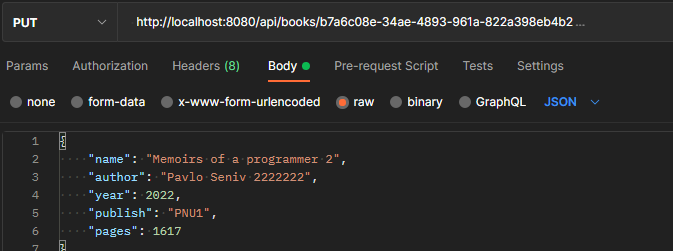 PUT http://localhost:8080/api/books/b7a6c08e-34ae-4893-961a-822a398eb4b2 ...
Params Authorization Headers (8) Body Pre-request Script Tests Settings
none form-data x-www-form-urlencoded raw binary GraphQL JSON
1 {
2 "name": "Memoirs of a programmer 2",
3 "author": "Pavlo Seniv 2222222",
4 "year": 2022,
5 "publish": "PNU1",
6 "pages": 1617
7 }